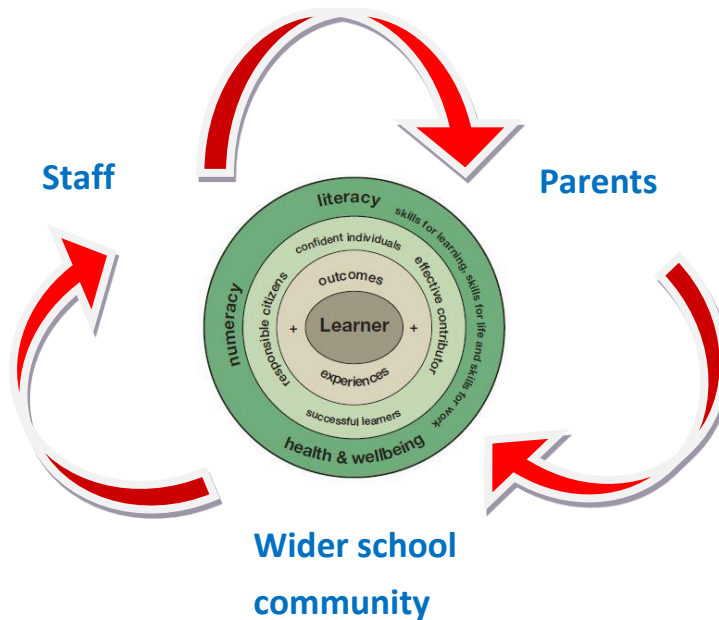 Staff
Parents
literacy
skills for learning, skills for life and skills for work
numeracy
health & wellbeing
confident individuals
responsible citizens
effective contributor
successful learners
outcomes
+ Learner +
experiences
Wider school
community